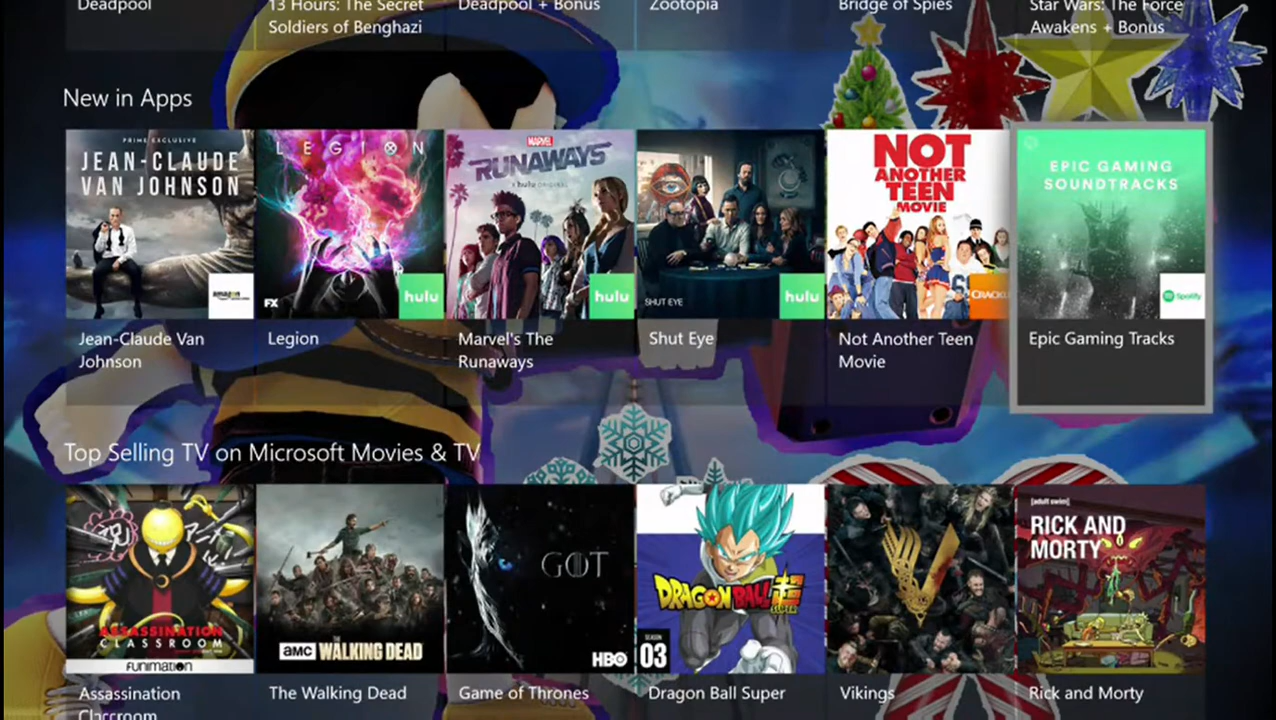 Deadpool
13 Hours: The Secret
Soldiers of Benghazi
Deadpool + Bonus
Zootopia
Bridge of Spies
Star Wars: The Force
Awakens + Bonus
New in Apps
PRIME EXCLUSIVE
JEAN-CLAUDE
VAN JOHNSON
amazon
LEGION
FX
hulu
MARVEL
RUNAWAYS
A hulu ORIGINAL
hulu
SHUT EYE
hulu
NOT
ANOTHER
TEEN
MOVIE
CRACKLE
EPIC GAMING
SOUNDTRACKS
Spotify
Jean-Claude Van
Johnson
Legion
Marvel's The
Runaways
Shut Eye
Not Another Teen
Movie
Epic Gaming Tracks
Top Selling TV on Microsoft Movies & TV
ASSASSINATION
CLASSROOM
FUNIMATION
THE
aMC WALKING DEAD
GOT
HBO
DRAGON BALL 超
SUPER
SEASON
03
[adult swim]
RICK AND
MORTY
Assassination
Classroom
The Walking Dead
Game of Thrones
Dragon Ball Super
Vikings
Rick and Morty